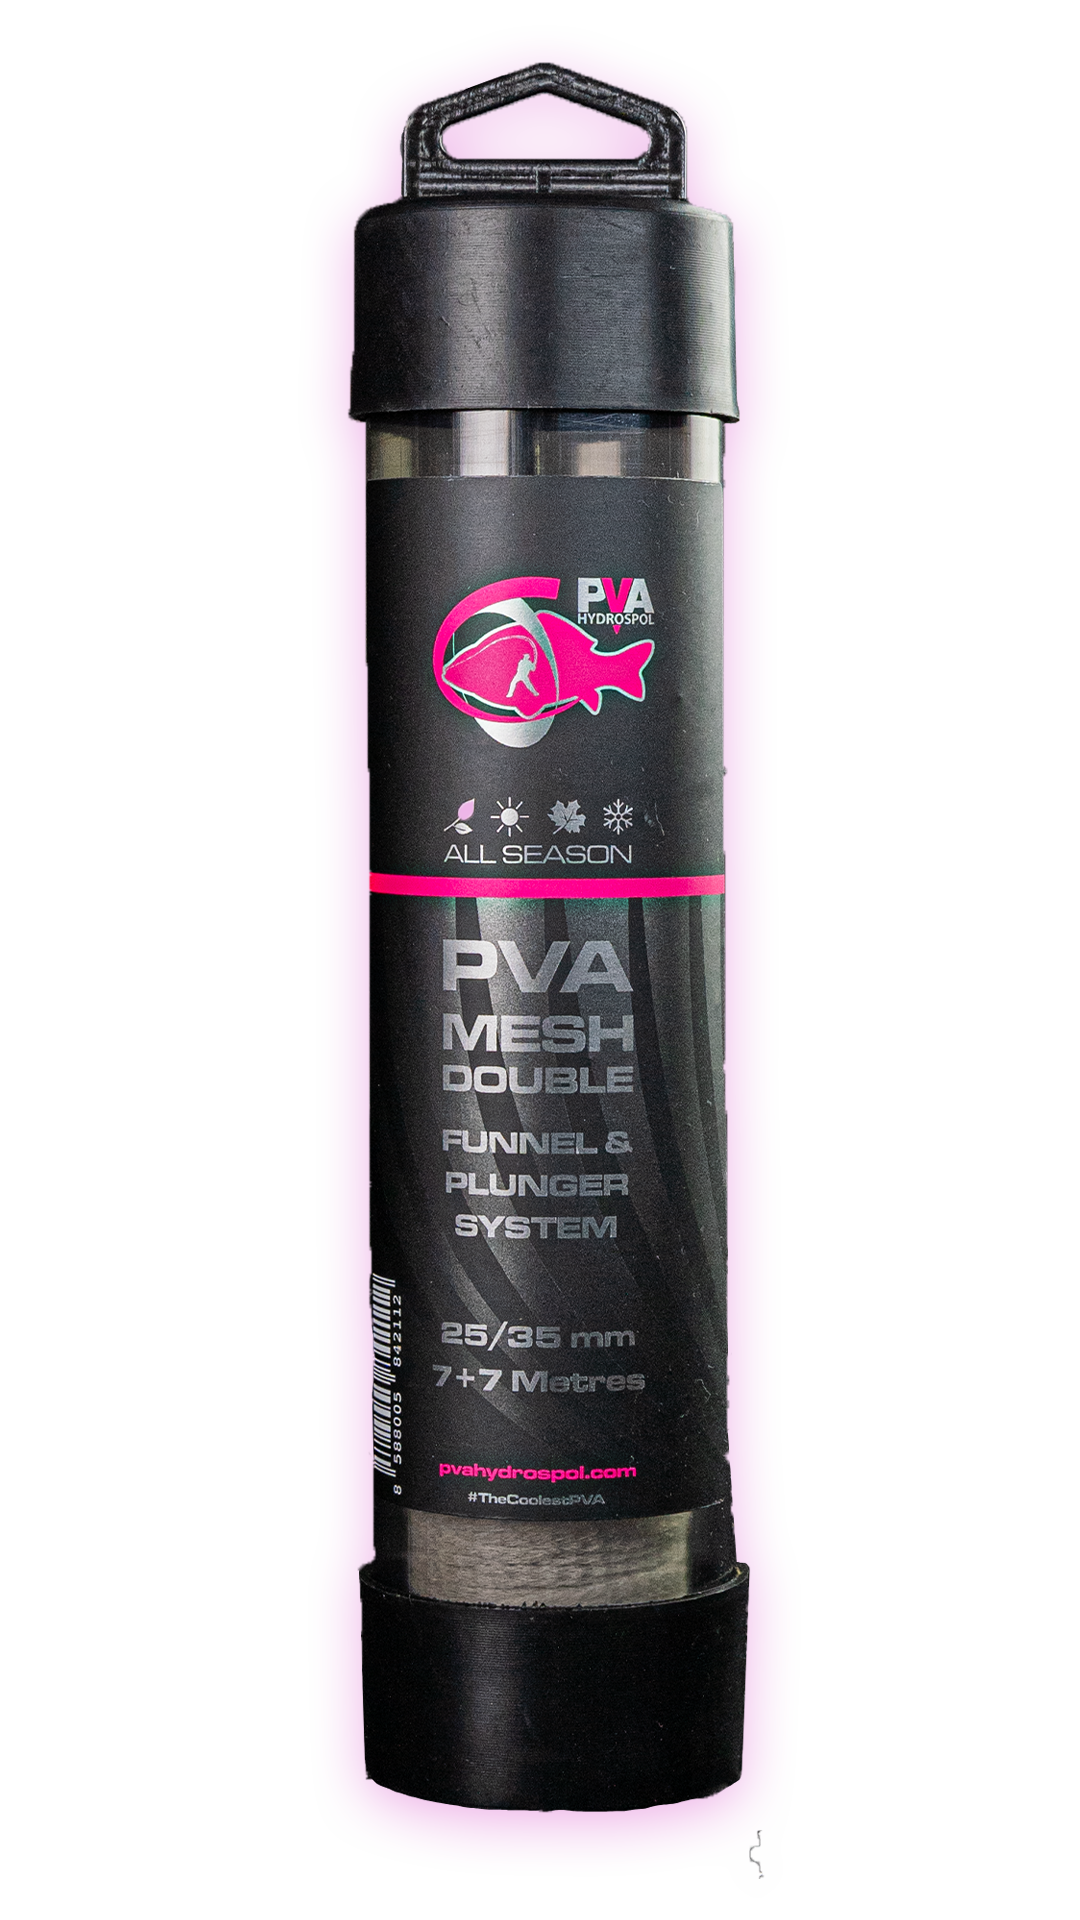 PVA
HYDROSPOL
ALL SEASON
PVA
MESH
DOUBLE
FUNNEL &
PLUNGER
SYSTEM
25/35 mm
7+7 Metres
pvahydrospol.com
#TheCoolestPVA
8 588005 842112